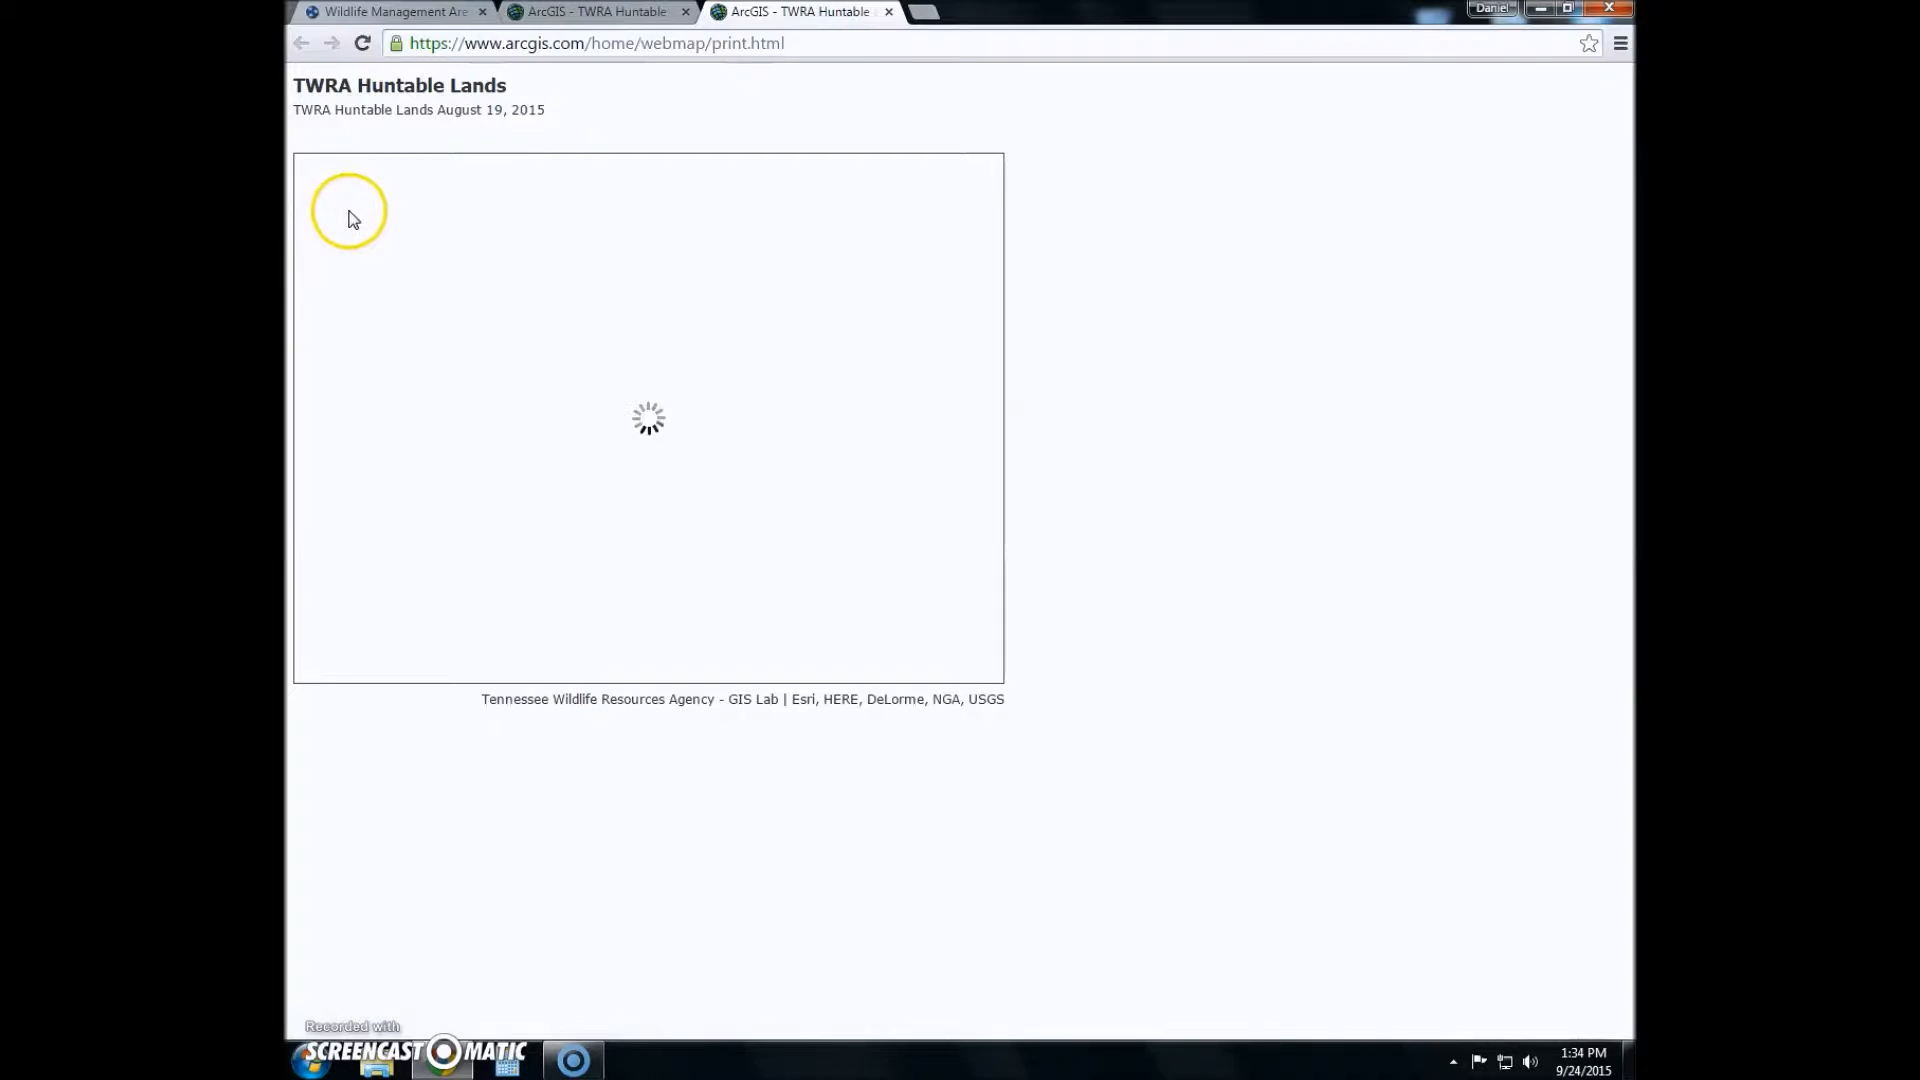 Wildlife Management Are
ArcGIS - TWRA Huntable
ArcGIS - TWRA Huntable
Daniel
https://www.arcgis.com/home/webmap/print.html
TWRA Huntable Lands
TWRA Huntable Lands August 19, 2015
Tennessee Wildlife Resources Agency - GIS Lab | Esri, HERE, DeLorme, NGA, USGS
Recorded with
SCREENCAST MATIC
1:34 PM
9/24/2015